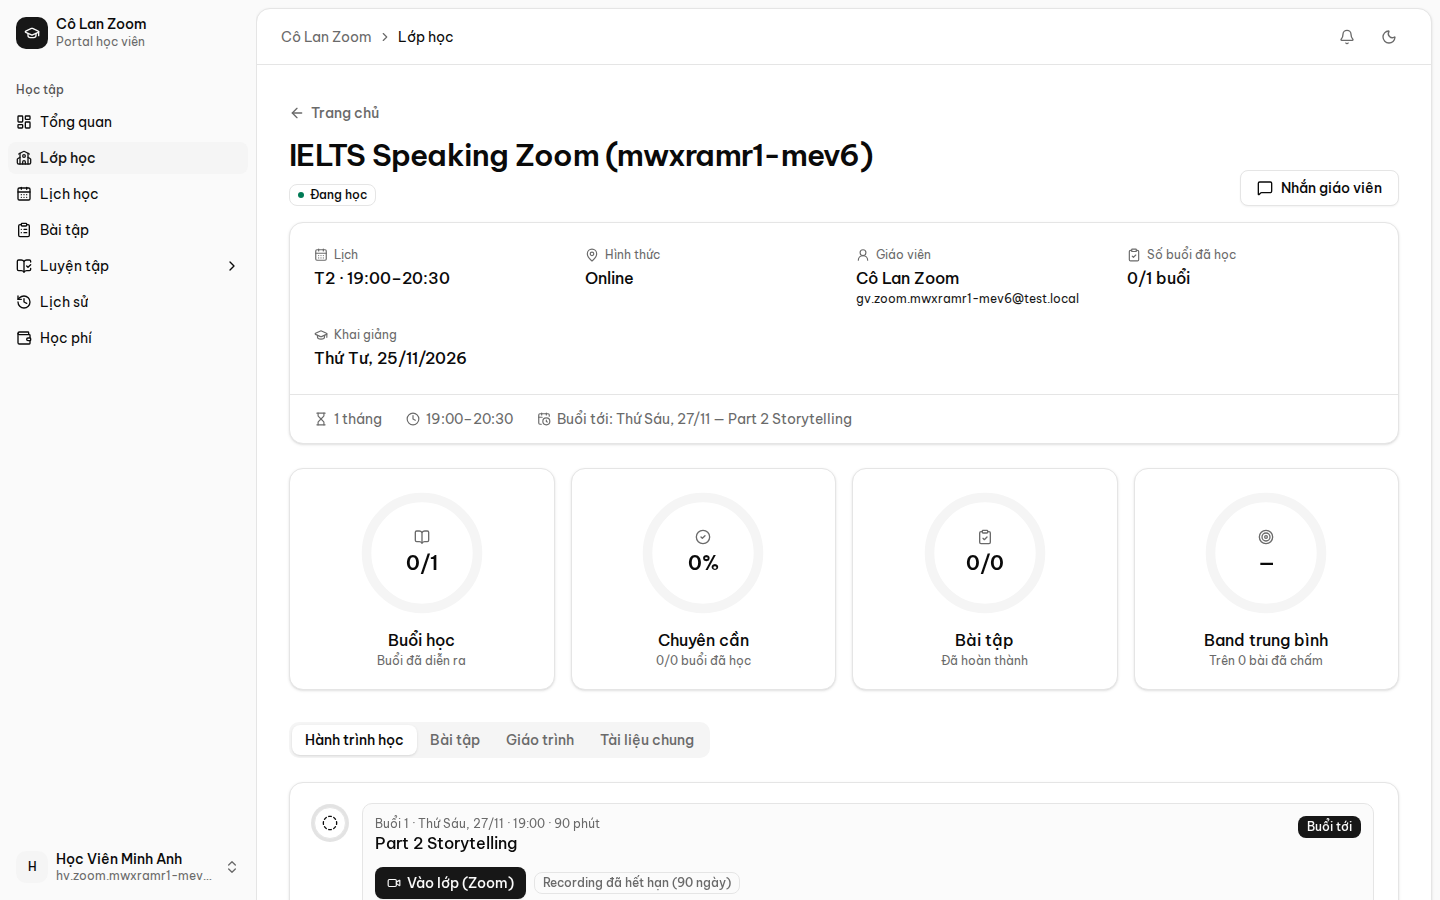 Cô Lan Zoom
Portal học viên
Học tập
Tổng quan
Lớp học
Lịch học
Bài tập
Luyện tập
Lịch sử
Học phí
H
Học Viên Minh Anh
hv.zoom.mwxramr1-mev...
Cô Lan Zoom > Lớp học
Trang chủ
IELTS Speaking Zoom (mwxramr1-mev6)
Đang học
Nhắn giáo viên
Lịch
T2 · 19:00–20:30
Hình thức
Online
Giáo viên
Cô Lan Zoom
gv.zoom.mwxramr1-mev6@test.local
Số buổi đã học
0/1 buổi
Khai giảng
Thứ Tư, 25/11/2026
1 tháng
19:00–20:30
Buổi tới: Thứ Sáu, 27/11 — Part 2 Storytelling
0/1
Buổi học
Buổi đã diễn ra
0%
Chuyên cần
0/0 buổi đã học
0/0
Bài tập
Đã hoàn thành
—
Band trung bình
Trên 0 bài đã chấm
Hành trình học
Bài tập
Giáo trình
Tài liệu chung
Buổi 1 · Thứ Sáu, 27/11 · 19:00 · 90 phút
Part 2 Storytelling
Buổi tới
Vào lớp (Zoom)
Recording đã hết hạn (90 ngày)